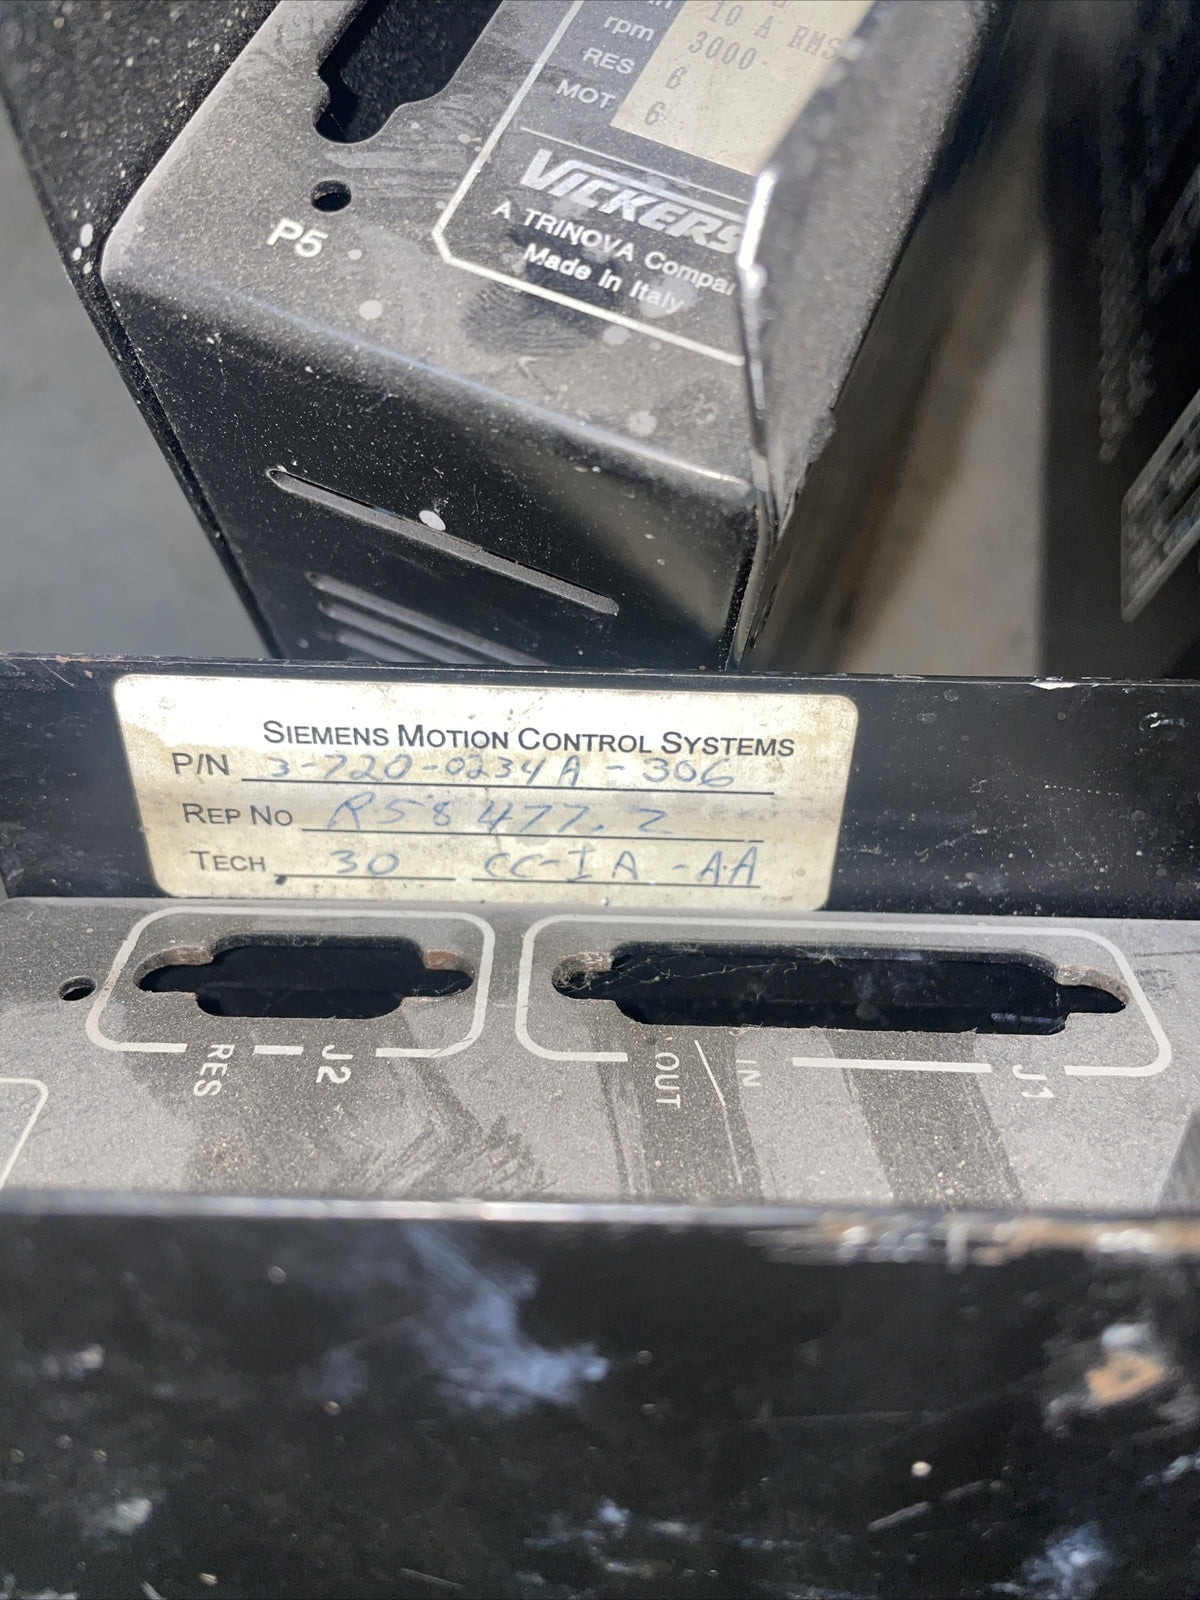 10 A RMS
rpm 3000
RES 6
MOT 6
VICKERS
A TRINOVA
Made in Italy
P5
SIEMENS MOTION CONTROL SYSTEMS
P/N 3-720-0234A-306
REP NO R58477.2
TECH 30 CC-IA-AA
RES J2
OUT / IN J1